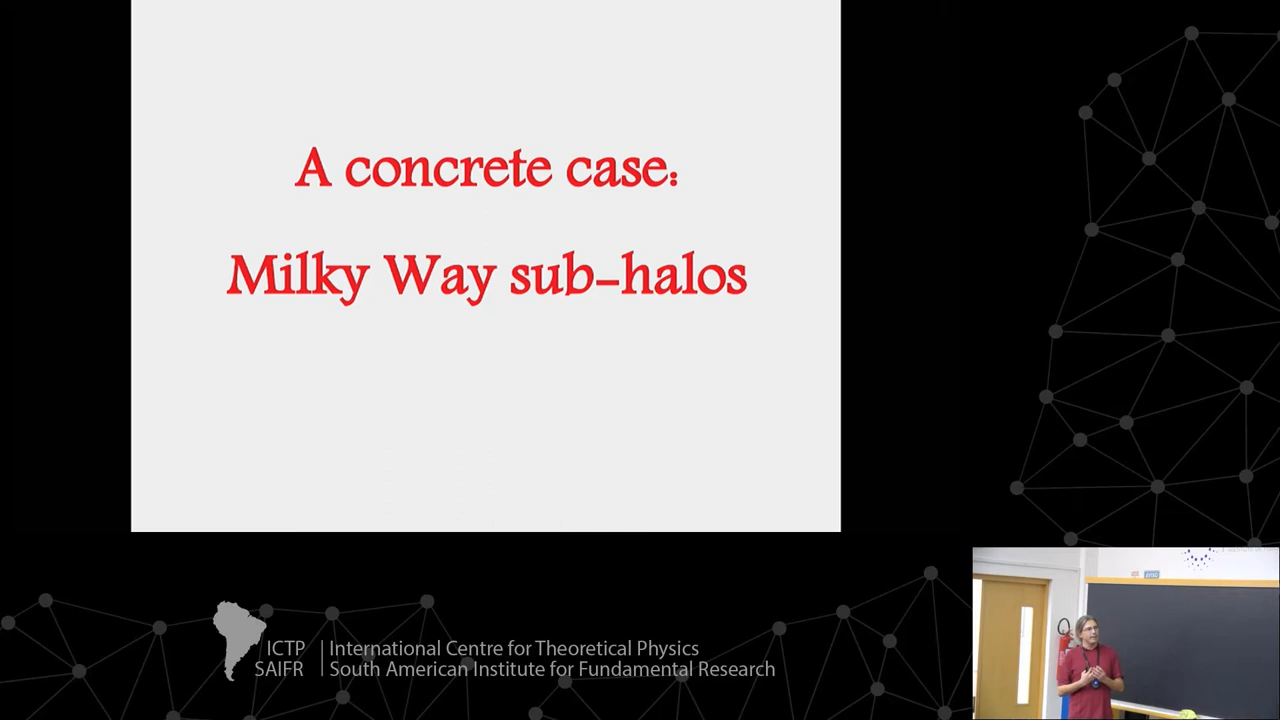 A concrete case:
Milky Way sub-halos
ICTP
SAIFR
International Centre for Theoretical Physics
South American Institute for Fundamental Research